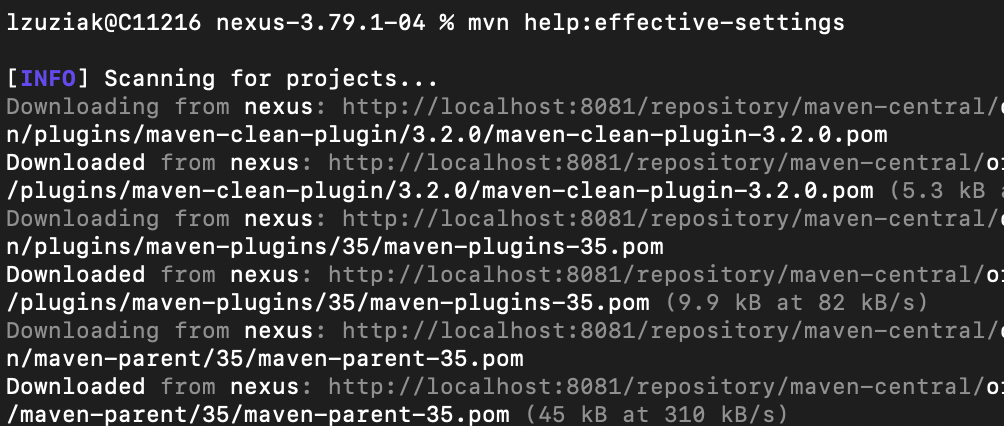 lzuziak@C11216 nexus-3.79.1-04 % mvn help:effective-settings
[INFO] Scanning for projects...
Downloading from nexus: http://localhost:8081/repository/maven-central/
n/plugins/maven-clean-plugin/3.2.0/maven-clean-plugin-3.2.0.pom
Downloaded from nexus: http://localhost:8081/repository/maven-central/o
/plugins/maven-clean-plugin/3.2.0/maven-clean-plugin-3.2.0.pom (5.3 kB
Downloading from nexus: http://localhost:8081/repository/maven-central/
n/plugins/maven-plugins/35/maven-plugins-35.pom
Downloaded from nexus: http://localhost:8081/repository/maven-central/o
/plugins/maven-plugins/35/maven-plugins-35.pom (9.9 kB at 82 kB/s)
Downloading from nexus: http://localhost:8081/repository/maven-central/
n/maven-parent/35/maven-parent-35.pom
Downloaded from nexus: http://localhost:8081/repository/maven-central/o
/maven-parent/35/maven-parent-35.pom (45 kB at 310 kB/s)